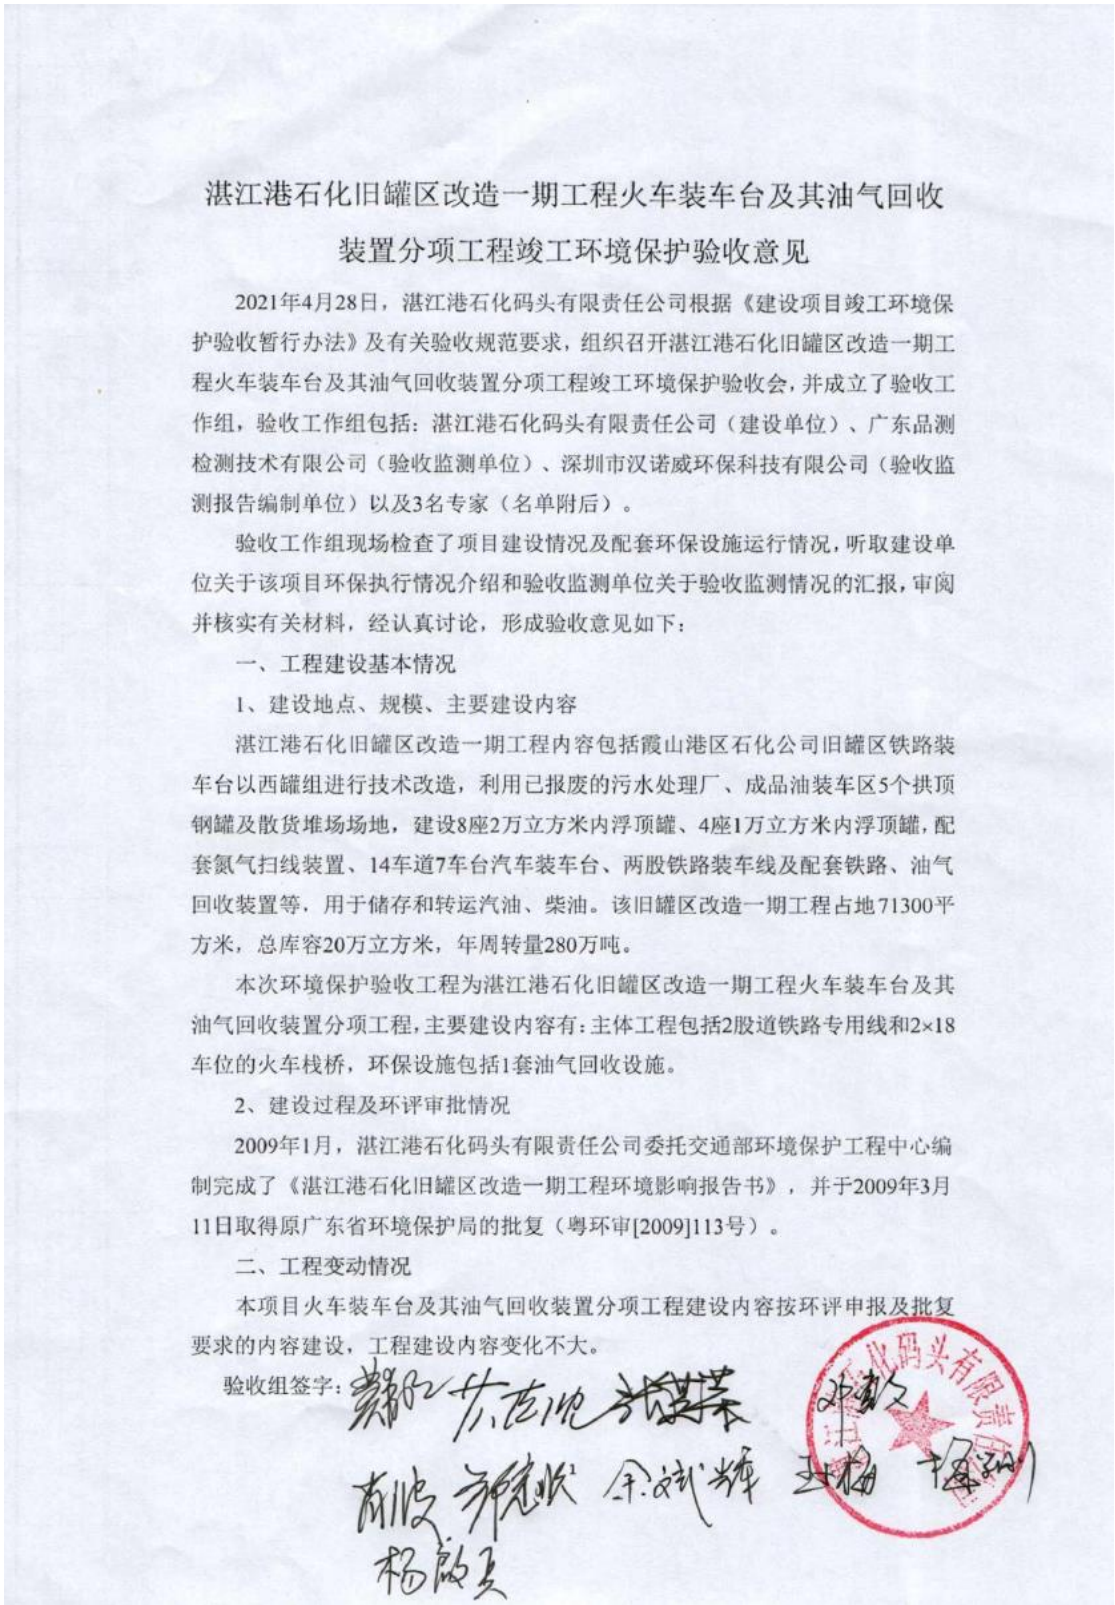 湛江港石化旧罐区改造一期工程火车装车台及其油气回收
装置分项工程竣工环境保护验收意见
2021年4月28日，湛江港石化码头有限责任公司根据《建设项目竣工环境保
护验收暂行办法》及有关验收规范要求，组织召开湛江港石化旧罐区改造一期工
程火车装车台及其油气回收装置分项工程竣工环境保护验收会，并成立了验收工
作组，验收工作组包括：湛江港石化码头有限责任公司（建设单位）、广东品测
检测技术有限公司（验收监测单位）、深圳市汉诺威环保科技有限公司（验收监
测报告编制单位）以及3名专家（名单附后）。
验收工作组现场检查了项目建设情况及配套环保设施运行情况，听取建设单
位关于该项目环保执行情况介绍和验收监测单位关于验收监测情况的汇报，审阅
并核实有关材料，经认真讨论，形成验收意见如下：
一、工程建设基本情况
1、建设地点、规模、主要建设内容
湛江港石化旧罐区改造一期工程内容包括霞山港区石化公司旧罐区铁路装
车台以西罐组进行技术改造，利用已报废的污水处理厂、成品油装车区5个拱顶
钢罐及散货堆场场地，建设8座2万立方米内浮顶罐、4座1万立方米内浮顶罐，配
套氮气扫线装置、14车道7车台汽车装车台、两股铁路装车线及配套铁路、油气
回收装置等，用于储存和转运汽油、柴油。该旧罐区改造一期工程占地71300平
方米，总库容20万立方米，年周转量280万吨。
本次环境保护验收工程为湛江港石化旧罐区改造一期工程火车装车台及其
油气回收装置分项工程，主要建设内容有：主体工程包括2股道铁路专用线和2×18
车位的火车栈桥，环保设施包括1套油气回收设施。
2、建设过程及环评审批情况
2009年1月，湛江港石化码头有限责任公司委托交通部环境保护工程中心编
制完成了《湛江港石化旧罐区改造一期工程环境影响报告书》，并于2009年3月
11日取得原广东省环境保护局的批复（粤环审[2009]113号）。
二、工程变动情况
本项目火车装车台及其油气回收装置分项工程建设内容按环评申报及批复
要求的内容建设，工程建设内容变化不大。
验收组签字：
湛江港石化码头有限责任公司
肖波 余斌辉 王梅
杨啟